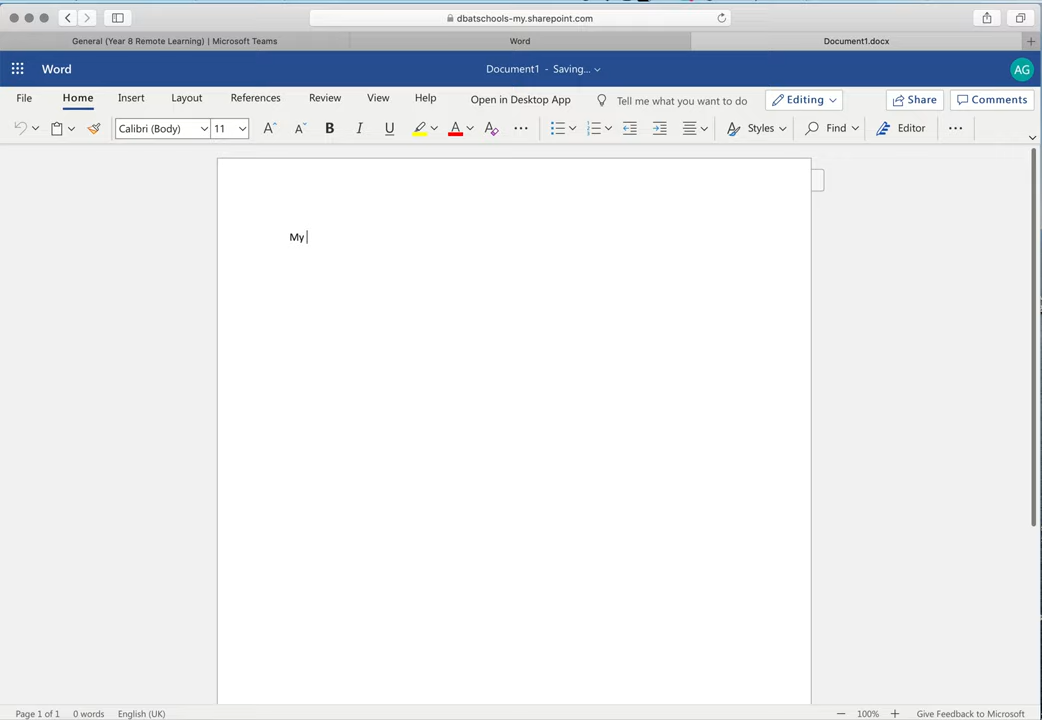 dbatschools-my.sharepoint.com
General (Year 8 Remote Learning) | Microsoft Teams
Word
Document1.docx
Word
Document1 - Saving...
AG
File
Home
Insert
Layout
References
Review
View
Help
Open in Desktop App
Tell me what you want to do
Editing
Share
Comments
Calibri (Body)
11
B
I
U
A
Styles
Find
Editor
My
Page 1 of 1
0 words
English (UK)
100%
Give Feedback to Microsoft